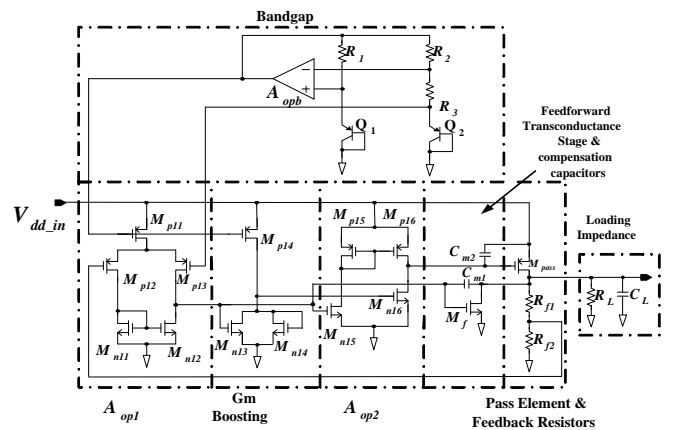 Bandgap
R1
R2
Aopb
R3
Q1
Q2
Feedforward
Transconductance
Stage &
compensation
capacitors
Vdd_in
Mp11
Mp14
Mp15
Mp16
Loading
Impedance
Mp12
Mp13
Cm2
Cm1
Mpass
Rf1
RL
CL
Mn11
Mn12
Mn13
Mn14
Mn15
Mn16
Mf
Rf2
Aop1
Gm
Boosting
Aop2
Pass Element &
Feedback Resistors